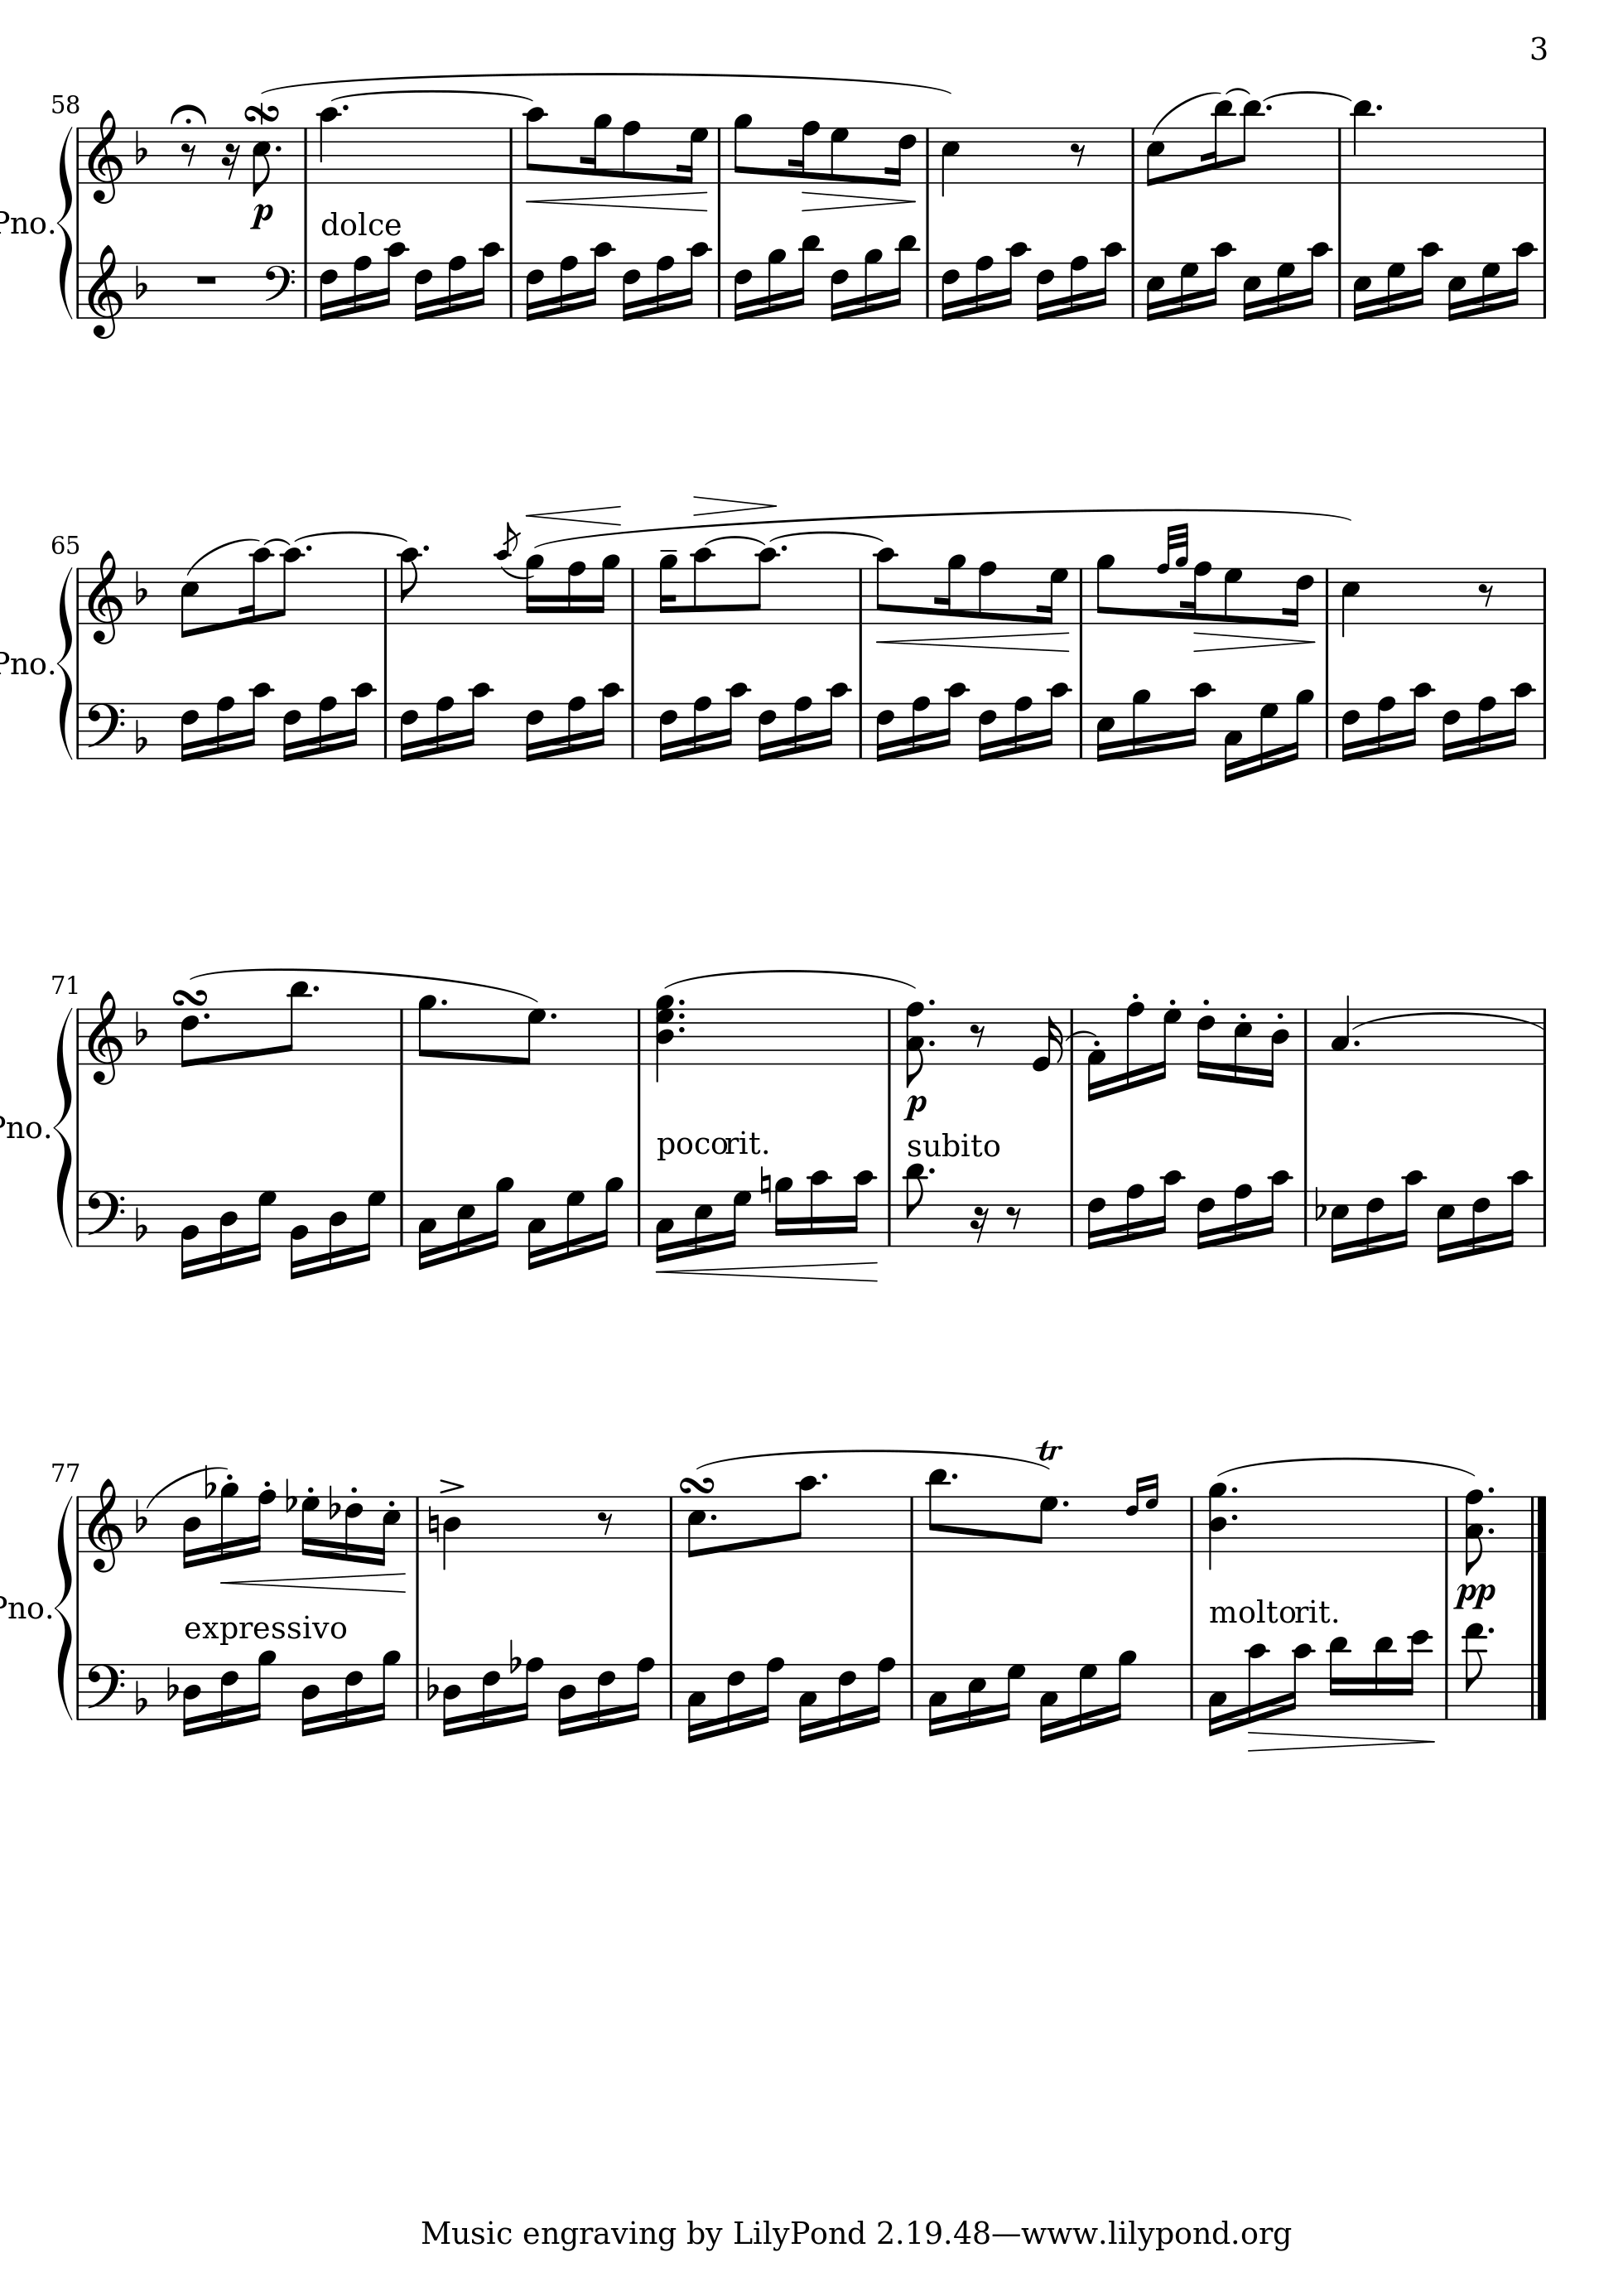 3
58
Pno.
p
dolce
65
Pno.
71
Pno.
poco rit.
p
subito
77
Pno.
expressivo
tr
molto rit.
pp
Music engraving by LilyPond 2.19.48—www.lilypond.org